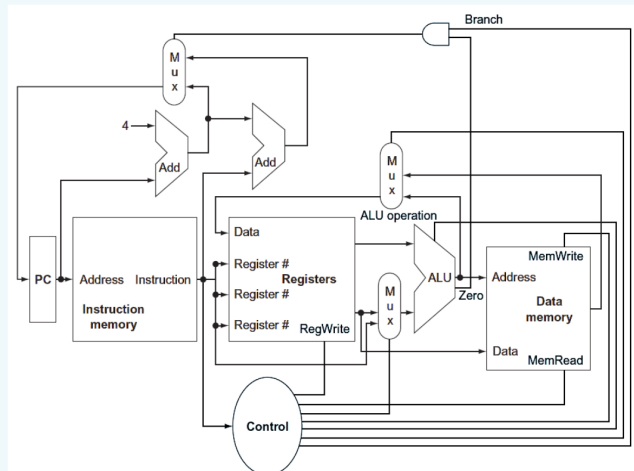 Branch
M
u
x
4
Add
Add
M
u
x
ALU operation
Data
Register #
Registers
Register #
Register #
RegWrite
PC
Address
Instruction
Instruction
memory
M
u
x
ALU
Zero
MemWrite
Address
Data
memory
Data
MemRead
Control